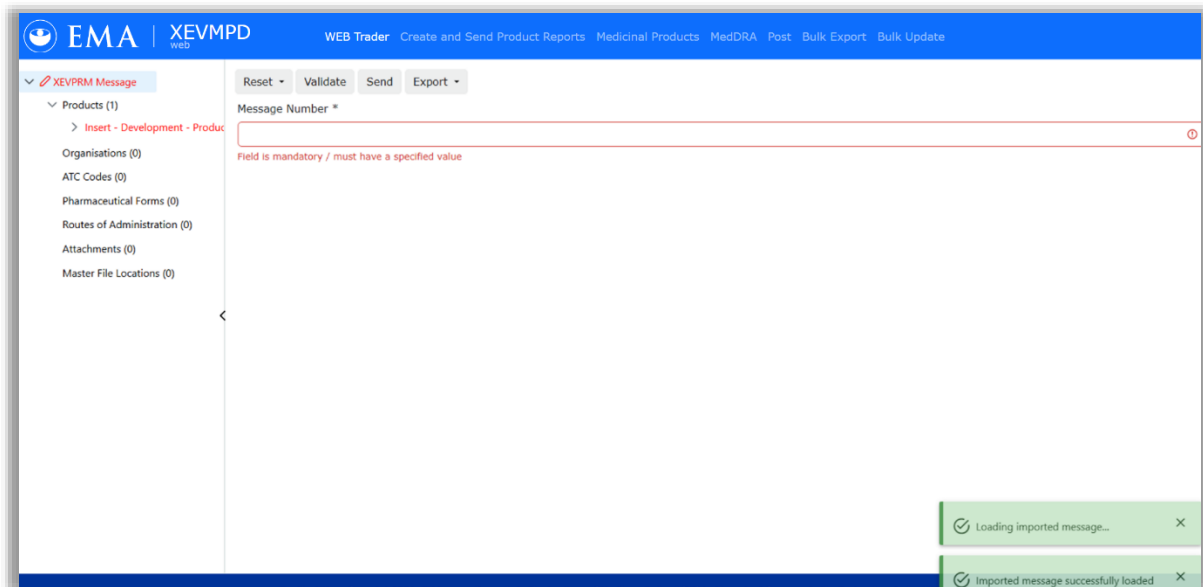 EMA XEVMPD
web
WEB Trader Create and Send Product Reports Medicinal Products MedDRA Post Bulk Export Bulk Update
XEVPRM Message
Products (1)
Insert - Development - Produc
Organisations (0)
ATC Codes (0)
Pharmaceutical Forms (0)
Routes of Administration (0)
Attachments (0)
Master File Locations (0)
Reset Validate Send Export
Message Number *
Field is mandatory / must have a specified value
Loading imported message...
Imported message successfully loaded